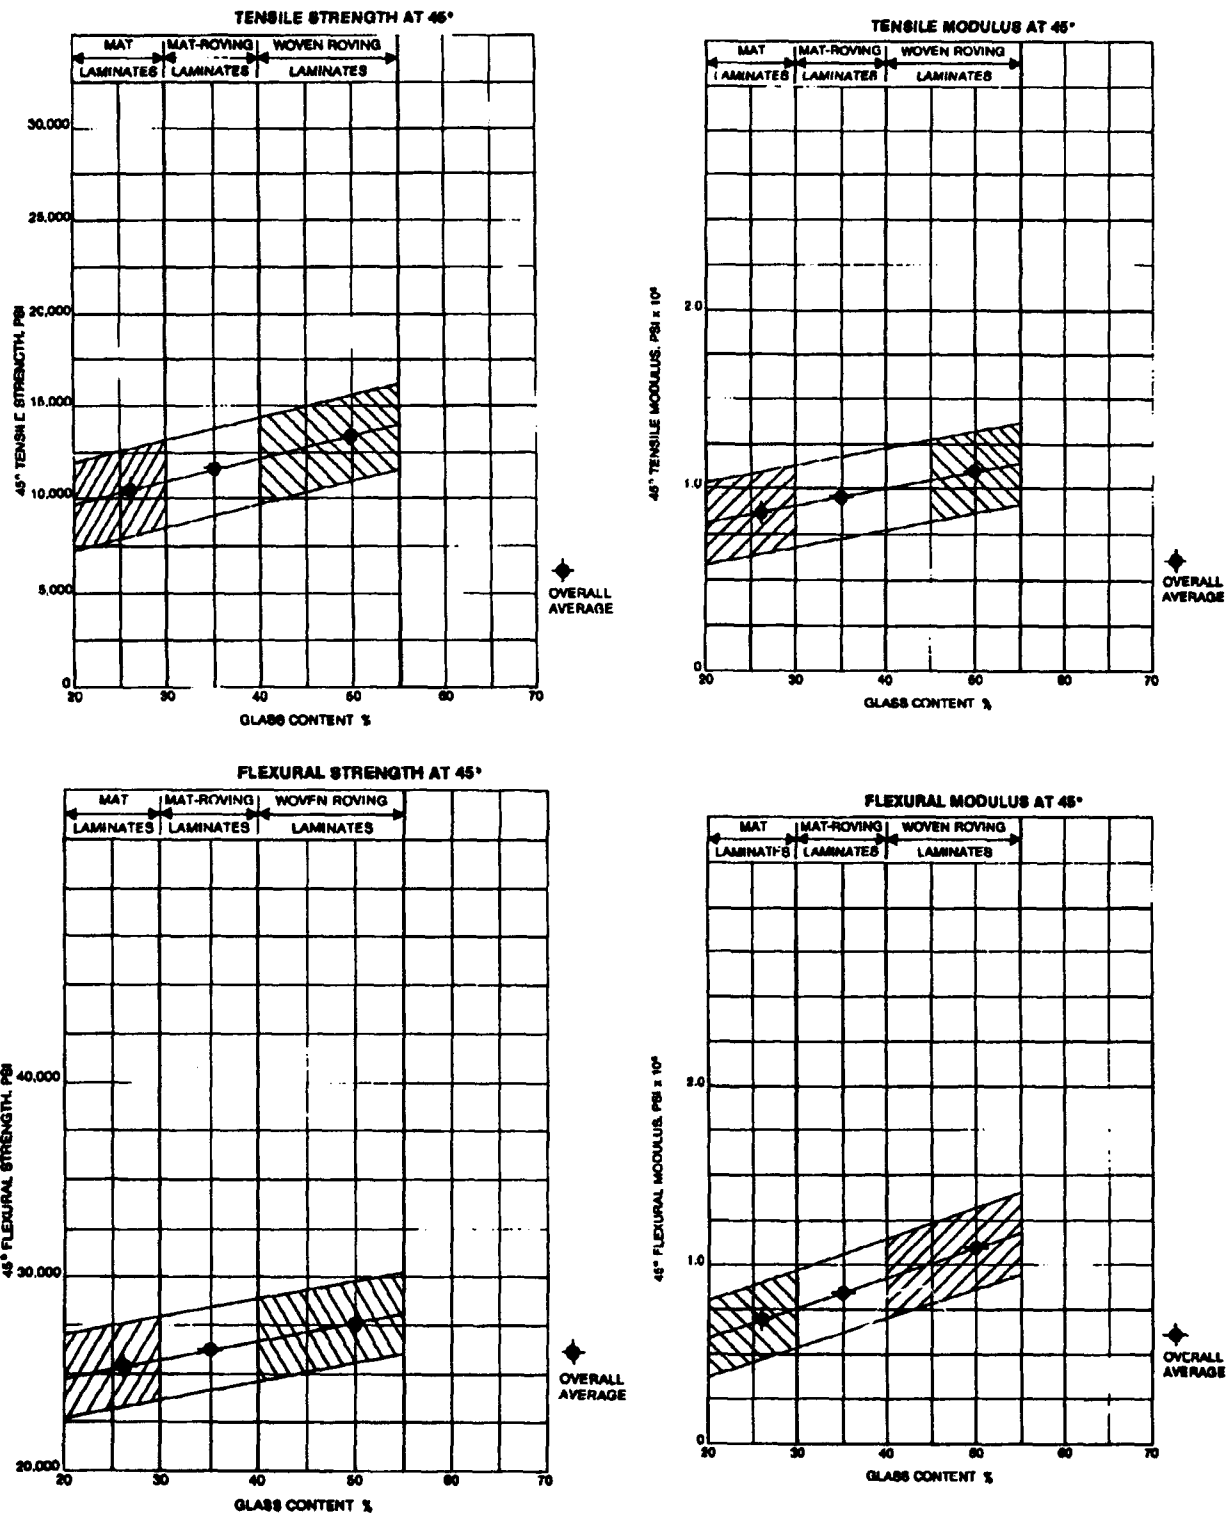 TENSILE STRENGTH AT 45°
MAT
MAT-ROVING
WOVEN ROVING
LAMINATES
LAMINATES
LAMINATES
30,000
25,000
20,000
15,000
10,000
5,000
0
45° TENSILE STRENGTH, PSI
20
30
40
50
60
70
GLASS CONTENT %
OVERALL
AVERAGE
TENSILE MODULUS AT 45°
MAT
MAT-ROVING
WOVEN ROVING
LAMINATES
LAMINATES
LAMINATES
2.0
1.0
0
45° TENSILE MODULUS, PSI x 10⁶
20
30
40
50
60
70
GLASS CONTENT %
OVERALL
AVERAGE
FLEXURAL STRENGTH AT 45°
MAT
MAT-ROVING
WOVEN ROVING
LAMINATES
LAMINATES
LAMINATES
40,000
30,000
20,000
45° FLEXURAL STRENGTH, PSI
20
30
40
50
60
70
GLASS CONTENT %
OVERALL
AVERAGE
FLEXURAL MODULUS AT 45°
MAT
MAT-ROVING
WOVEN ROVING
LAMINATES
LAMINATES
LAMINATES
2.0
1.0
0
45° FLEXURAL MODULUS, PSI x 10⁶
20
30
40
50
60
70
GLASS CONTENT %
OVERALL
AVERAGE